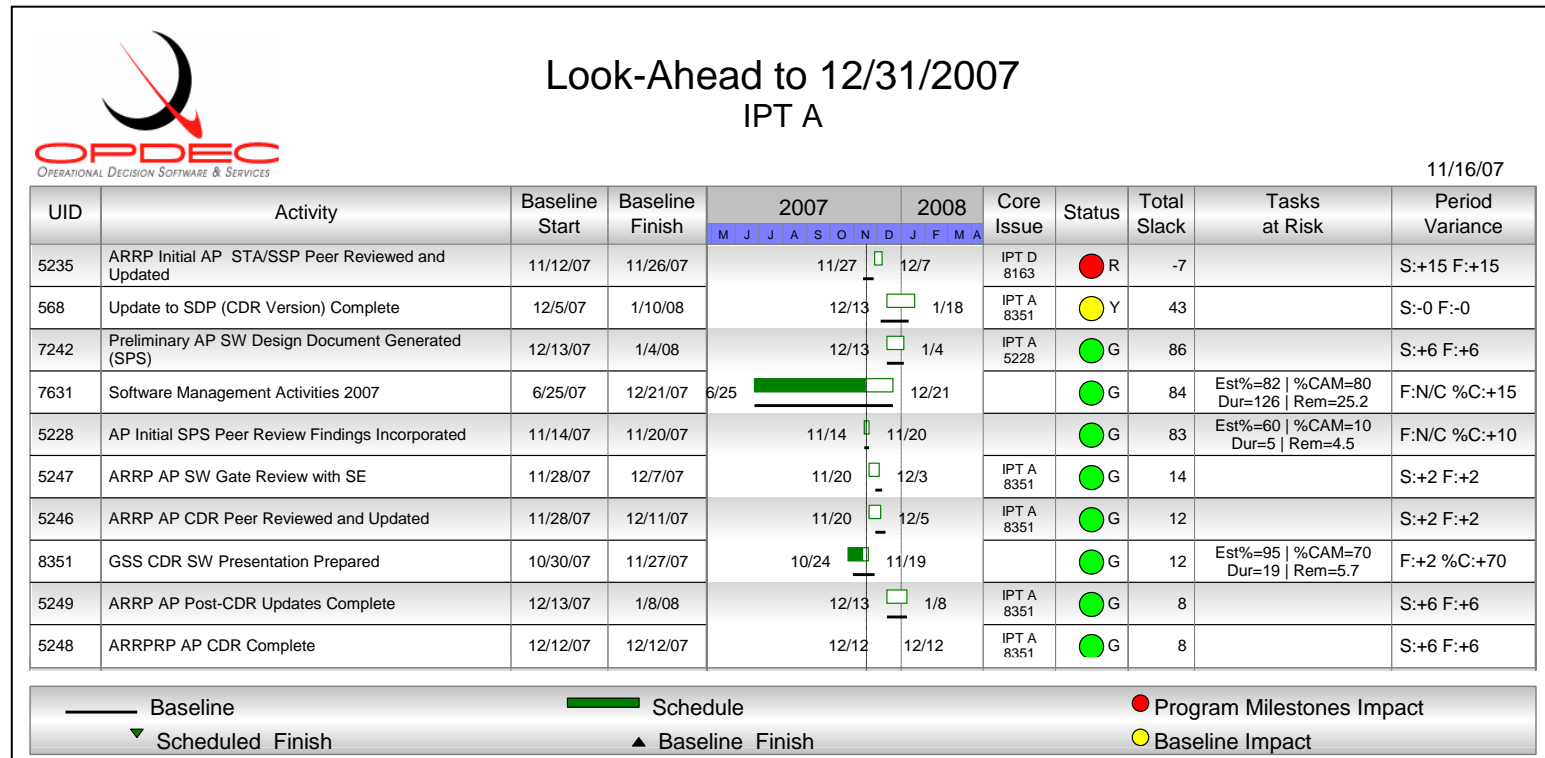 Look-Ahead to 12/31/2007
IPT A
OPDEC
OPERATIONAL DECISION SOFTWARE & SERVICES
11/16/07
UID Activity Baseline Start Baseline Finish 2007 2008 Core Issue Status Total Slack Tasks at Risk Period Variance
M J J A S O N D J F M A
5235 ARRP Initial AP STA/SSP Peer Reviewed and Updated 11/12/07 11/26/07 11/27 12/7 IPT D 8163 R -7 S:+15 F:+15
568 Update to SDP (CDR Version) Complete 12/5/07 1/10/08 12/13 1/18 IPT A 8351 Y 43 S:-0 F:-0
7242 Preliminary AP SW Design Document Generated (SPS) 12/13/07 1/4/08 12/13 1/4 IPT A 5228 G 86 S:+6 F:+6
7631 Software Management Activities 2007 6/25/07 12/21/07 6/25 12/21 G 84 Est%=82 | %CAM=80 Dur=126 | Rem=25.2 F:N/C %C:+15
5228 AP Initial SPS Peer Review Findings Incorporated 11/14/07 11/20/07 11/14 11/20 G 83 Est%=60 | %CAM=10 Dur=5 | Rem=4.5 F:N/C %C:+10
5247 ARRP AP SW Gate Review with SE 11/28/07 12/7/07 11/20 12/3 IPT A 8351 G 14 S:+2 F:+2
5246 ARRP AP CDR Peer Reviewed and Updated 11/28/07 12/11/07 11/20 12/5 IPT A 8351 G 12 S:+2 F:+2
8351 GSS CDR SW Presentation Prepared 10/30/07 11/27/07 10/24 11/19 G 12 Est%=95 | %CAM=70 Dur=19 | Rem=5.7 F:+2 %C:+70
5249 ARRP AP Post-CDR Updates Complete 12/13/07 1/8/08 12/13 1/8 IPT A 8351 G 8 S:+6 F:+6
5248 ARRPRP AP CDR Complete 12/12/07 12/12/07 12/12 12/12 IPT A 8351 G 8 S:+6 F:+6
Baseline Schedule Program Milestones Impact
Scheduled Finish Baseline Finish Baseline Impact